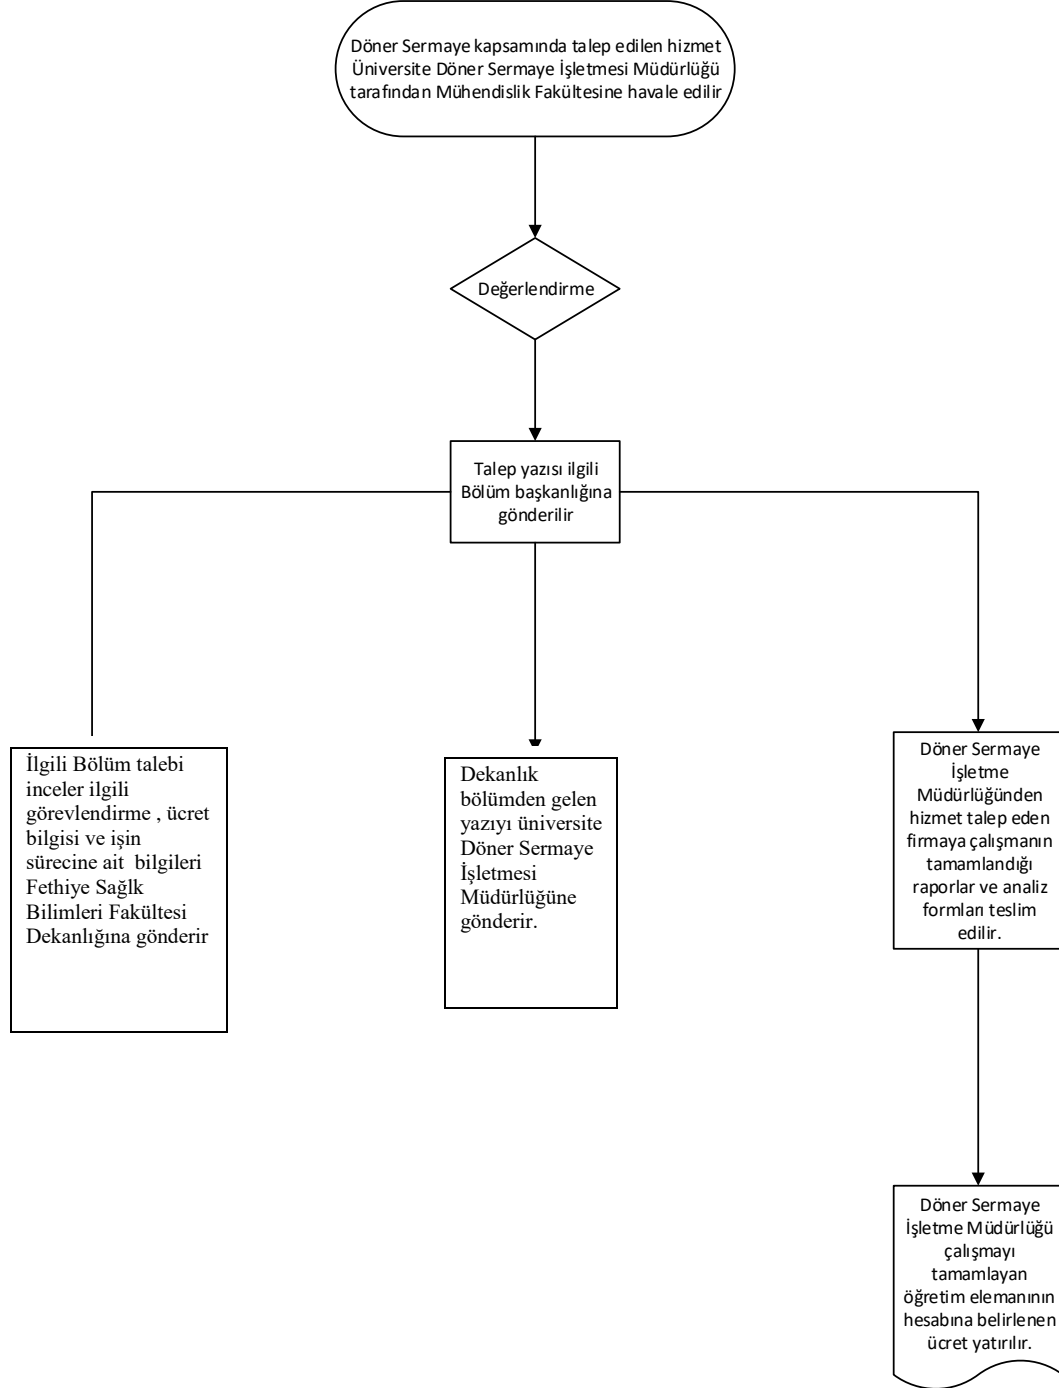 Döner Sermaye kapsamında talep edilen hizmet
Üniversite Döner Sermaye İşletmesi Müdürlüğü
tarafından Mühendislik Fakültesine havale edilir
Değerlendirme
Talep yazısı ilgili
Bölüm başkanlığına
gönderilir
İlgili Bölüm talebi
inceler ilgili
görevlendirme , ücret
bilgisi ve işin
sürecine ait  bilgileri
Fethiye Sağlk
Bilimleri Fakültesi
Dekanlığına gönderir
Dekanlık
bölümden gelen
yazıyı üniversite
Döner Sermaye
İşletmesi
Müdürlüğüne
gönderir.
Döner Sermaye
İşletme
Müdürlüğünden
hizmet talep eden
firmaya çalışmanın
tamamlandığı
raporlar ve analiz
formları teslim
edilir.
Döner Sermaye
İşletme Müdürlüğü
çalışmayı
tamamlayan
öğretim elemanının
hesabına belirlenen
ücret yatırılır.